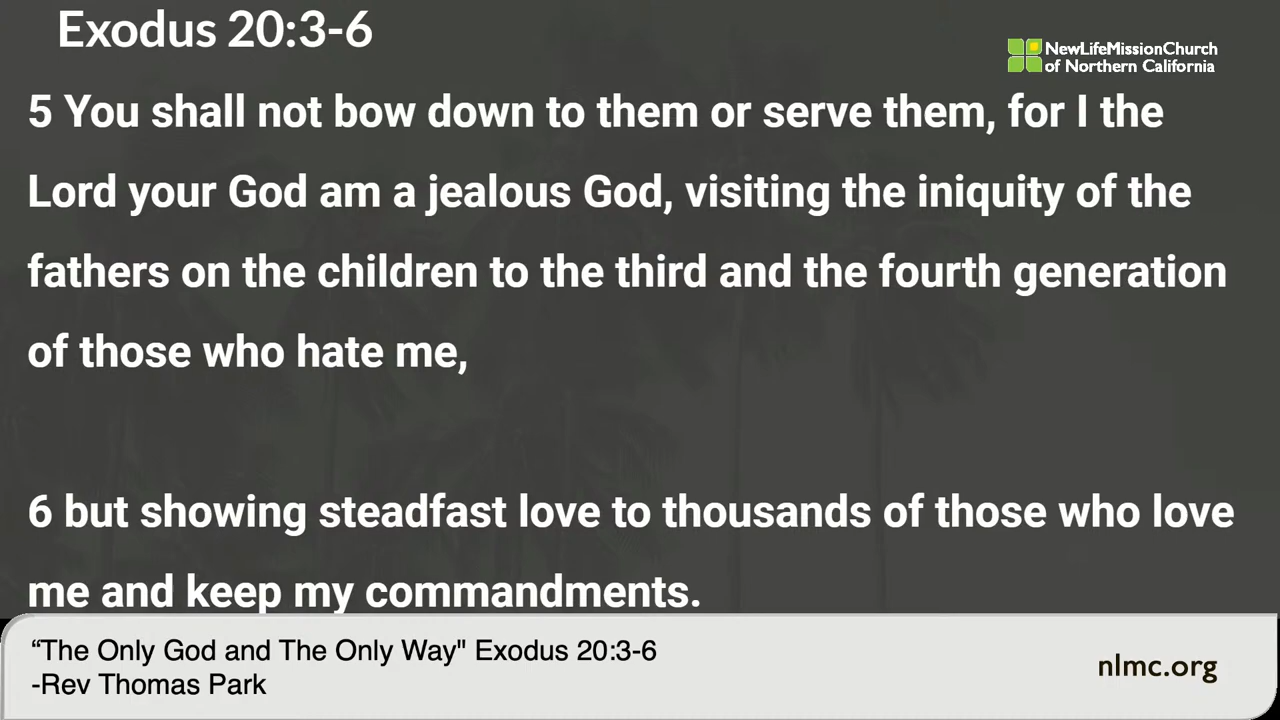 Exodus 20:3-6
NewLifeMissionChurch
of Northern California
5 You shall not bow down to them or serve them, for I the
Lord your God am a jealous God, visiting the iniquity of the
fathers on the children to the third and the fourth generation
of those who hate me,
6 but showing steadfast love to thousands of those who love
me and keep my commandments.
“The Only God and The Only Way" Exodus 20:3-6
-Rev Thomas Park
nlmc.org